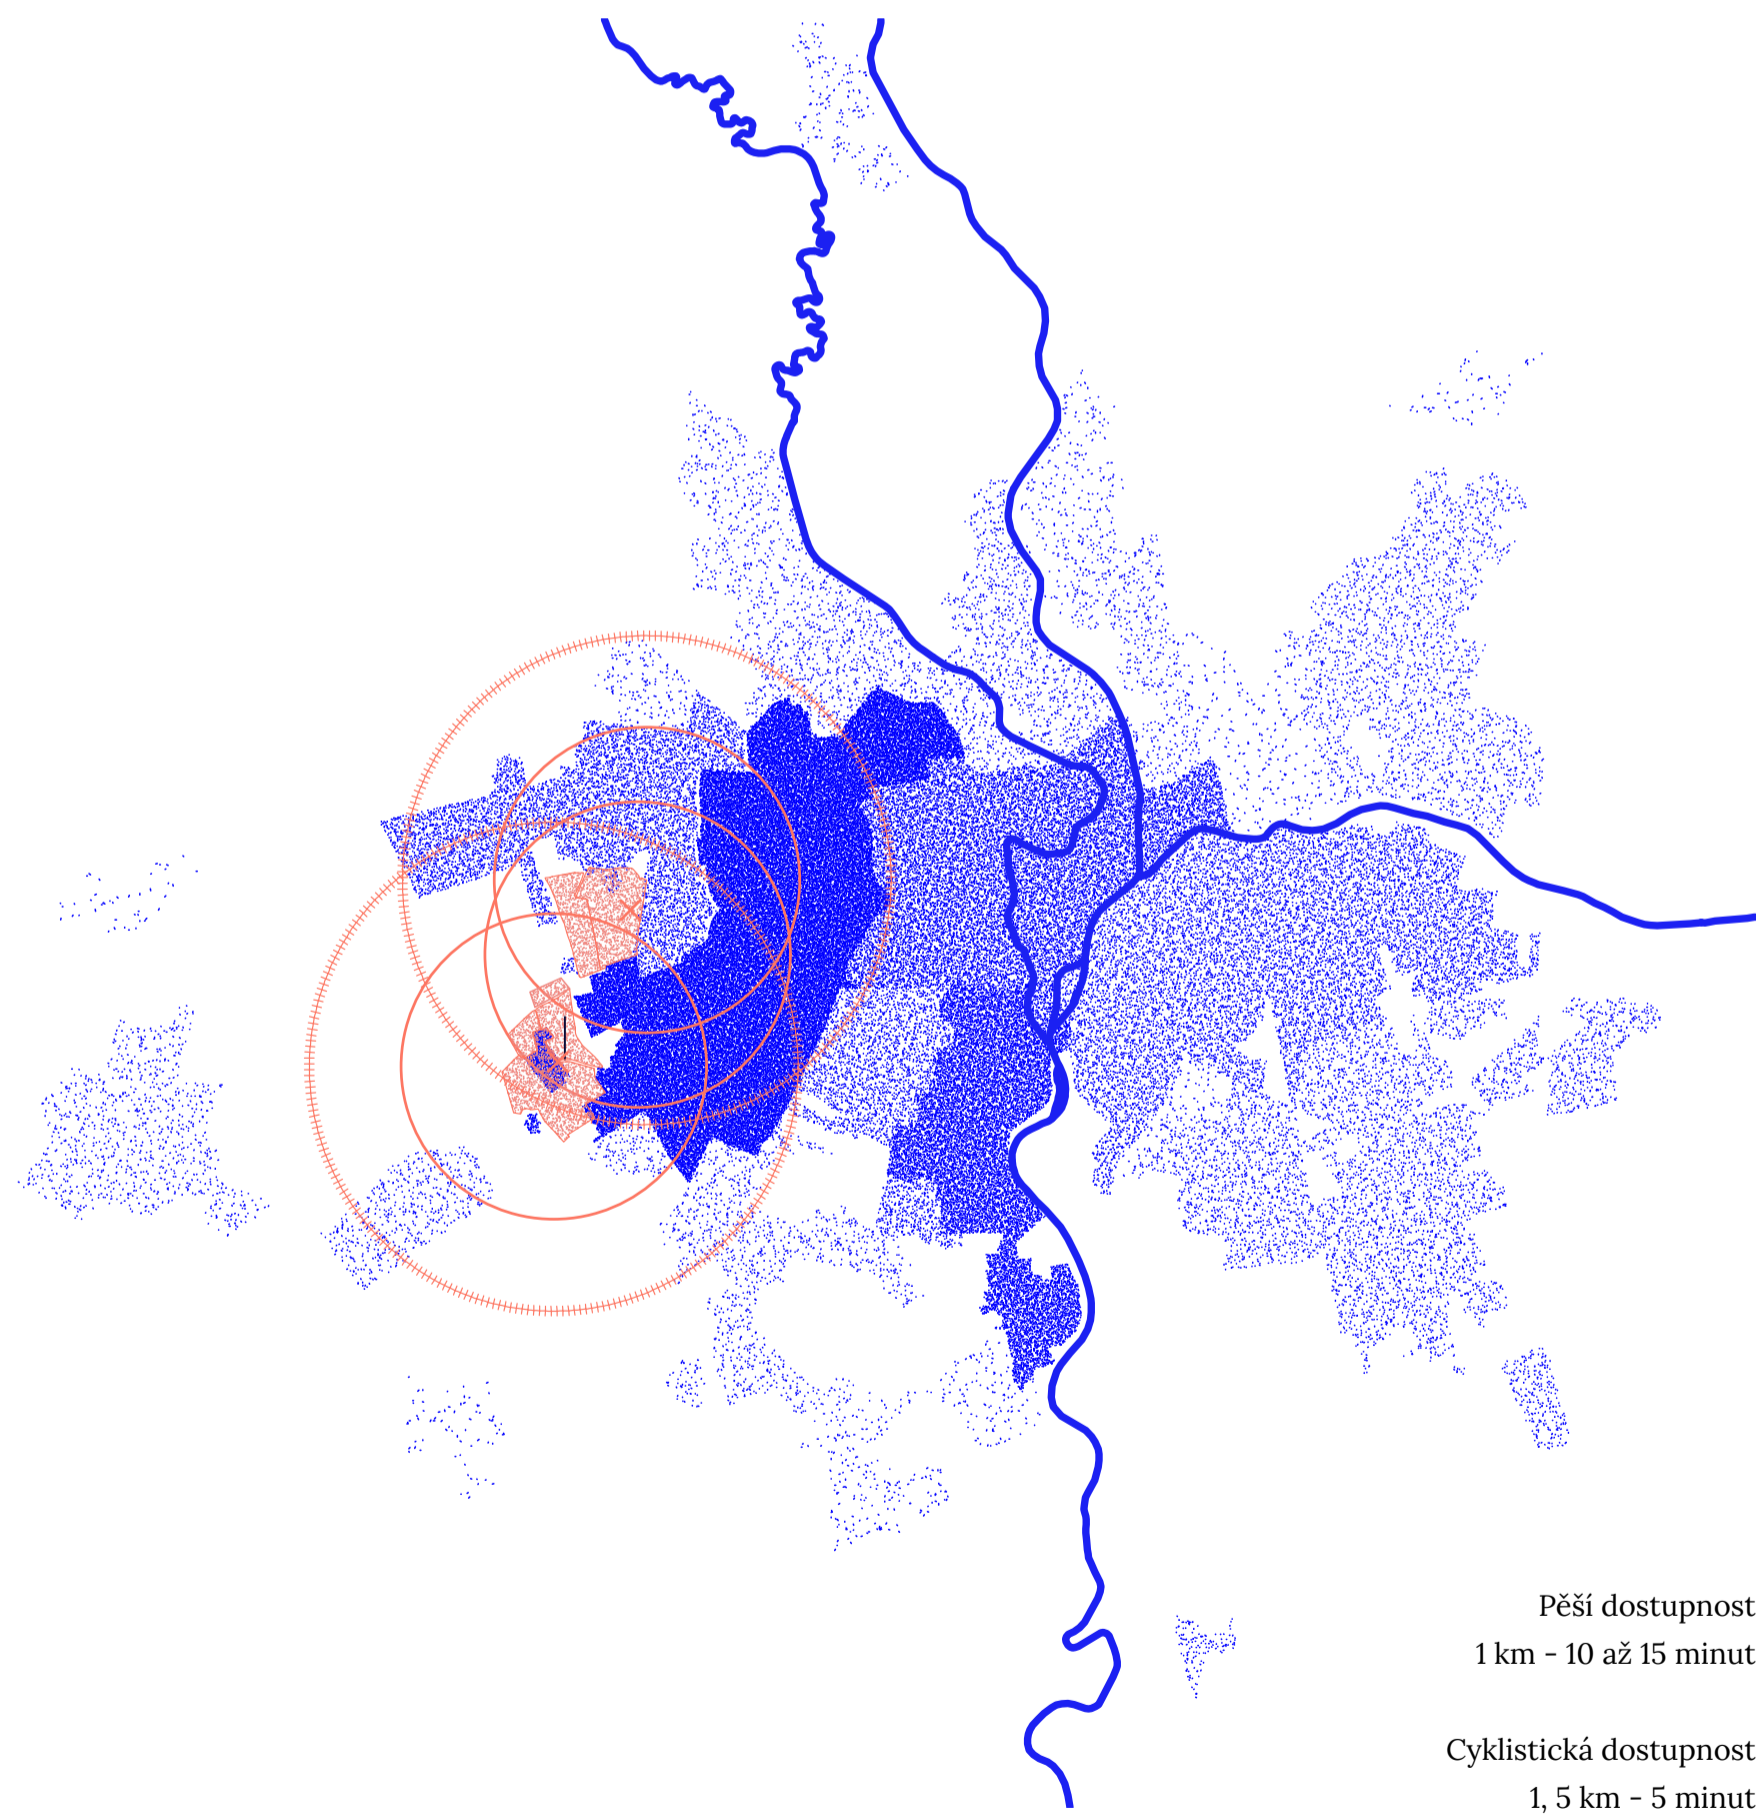 Pěší dostupnost
1 km - 10 až 15 minut
Cyklistická dostupnost
1, 5 km - 5 minut